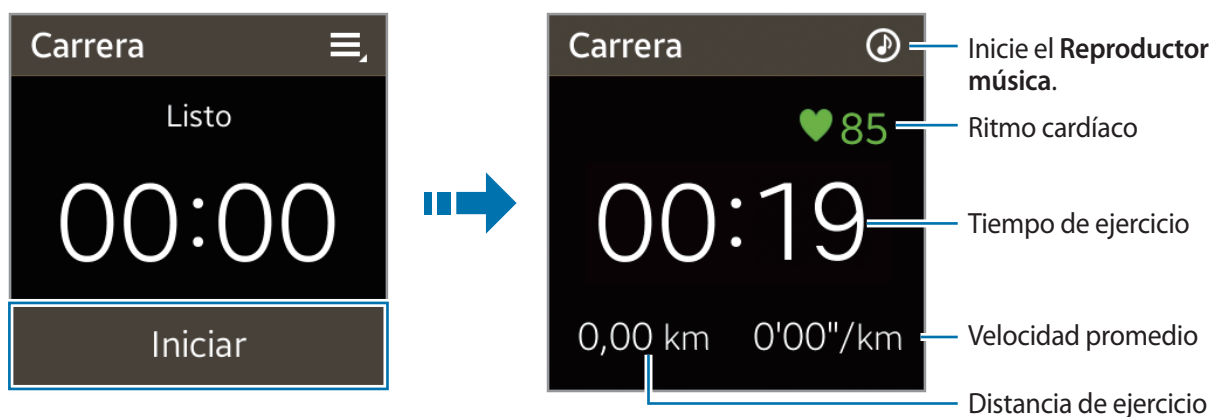 Carrera
Listo
00:00
Iniciar
Carrera
85
00:19
0,00 km 0'00"/km
Inicie el Reproductor
música.
Ritmo cardíaco
Tiempo de ejercicio
Velocidad promedio
Distancia de ejercicio